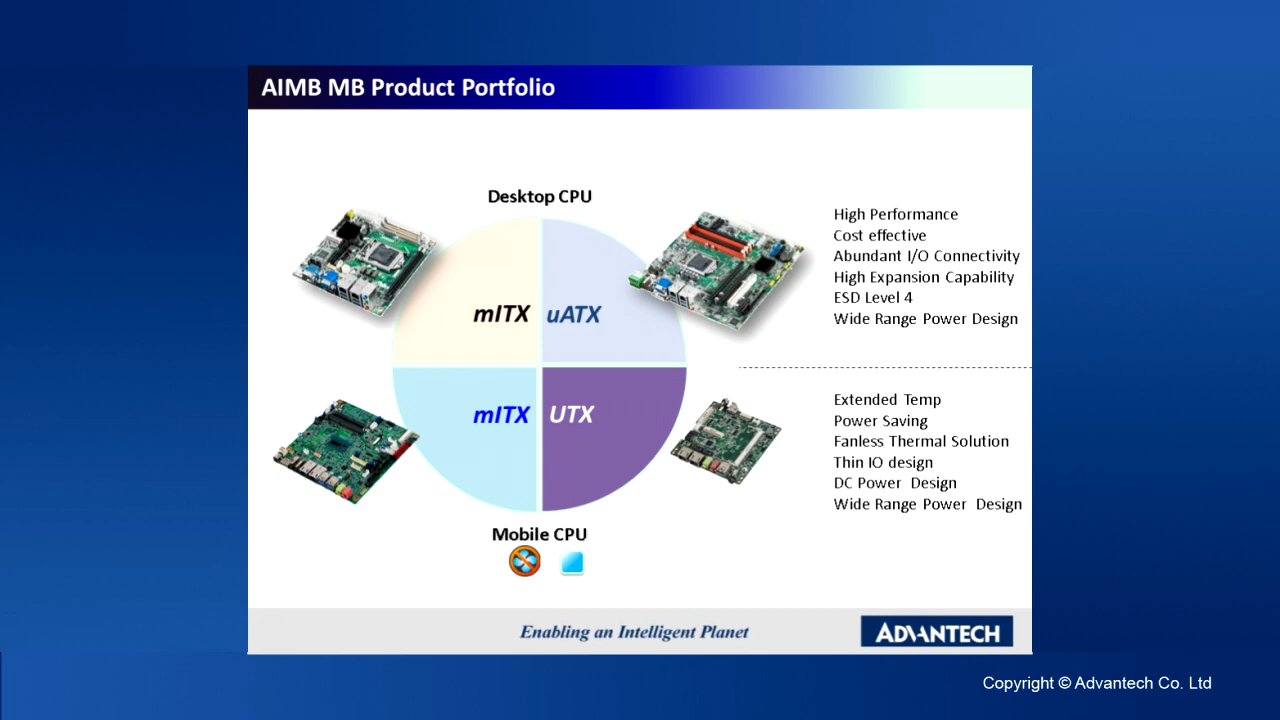 AIMB MB Product Portfolio
Desktop CPU
mITX
uATX
High Performance
Cost effective
Abundant I/O Connectivity
High Expansion Capability
ESD Level 4
Wide Range Power Design
mITX
UTX
Extended Temp
Power Saving
Fanless Thermal Solution
Thin IO design
DC Power Design
Wide Range Power Design
Mobile CPU
Enabling an Intelligent Planet
ADVANTECH
Copyright © Advantech Co. Ltd